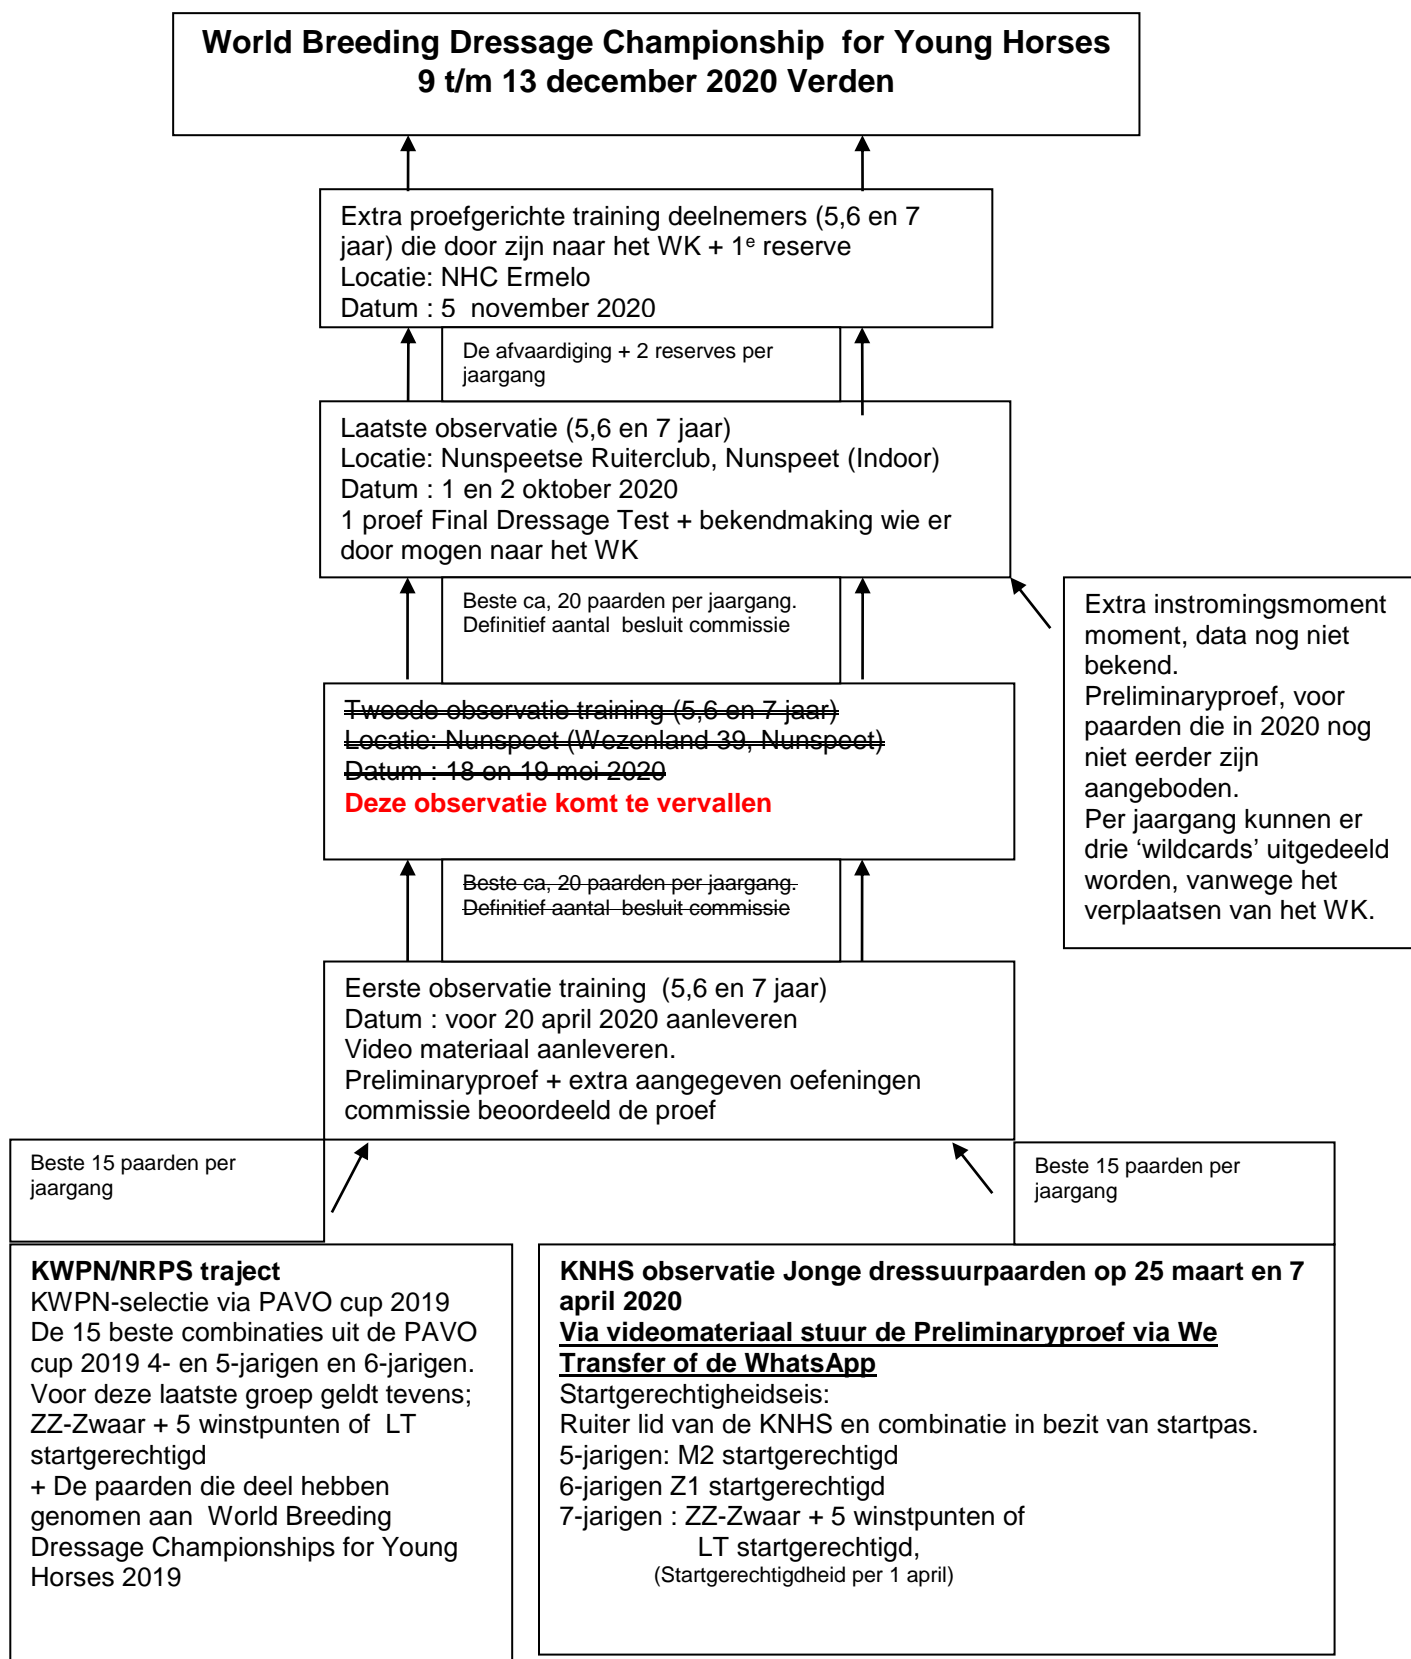 World Breeding Dressage Championship  for Young Horses
9 t/m 13 december 2020 Verden
Extra proefgerichte training deelnemers (5,6 en 7
jaar) die door zijn naar het WK + 1e reserve
Locatie: NHC Ermelo
Datum : 5  november 2020
De afvaardiging + 2 reserves per
jaargang
Laatste observatie (5,6 en 7 jaar)
Locatie: Nunspeetse Ruiterclub, Nunspeet (Indoor)
Datum : 1 en 2 oktober 2020
1 proef Final Dressage Test + bekendmaking wie er
door mogen naar het WK
Beste ca, 20 paarden per jaargang.
Definitief aantal  besluit commissie
Extra instromingsmoment
moment, data nog niet
bekend.
Preliminaryproef, voor
paarden die in 2020 nog
niet eerder zijn
aangeboden.
Per jaargang kunnen er
drie ‘wildcards’ uitgedeeld
worden, vanwege het
verplaatsen van het WK.
Tweede observatie training (5,6 en 7 jaar)
Locatie: Nunspeet (Wezenland 39, Nunspeet)
Datum : 18 en 19 mei 2020
Deze observatie komt te vervallen
Beste ca, 20 paarden per jaargang.
Definitief aantal  besluit commissie
Eerste observatie training  (5,6 en 7 jaar)
Datum : voor 20 april 2020 aanleveren
Video materiaal aanleveren.
Preliminaryproef + extra aangegeven oefeningen
commissie beoordeeld de proef
Beste 15 paarden per
jaargang
Beste 15 paarden per
jaargang
KWPN/NRPS traject
KWPN-selectie via PAVO cup 2019
De 15 beste combinaties uit de PAVO
cup 2019 4- en 5-jarigen en 6-jarigen.
Voor deze laatste groep geldt tevens;
ZZ-Zwaar + 5 winstpunten of  LT
startgerechtigd
+ De paarden die deel hebben
genomen aan  World Breeding
Dressage Championships for Young
Horses 2019
KNHS observatie Jonge dressuurpaarden op 25 maart en 7
april 2020
Via videomateriaal stuur de Preliminaryproef via We
Transfer of de WhatsApp
Startgerechtigheidseis:
Ruiter lid van de KNHS en combinatie in bezit van startpas.
5-jarigen: M2 startgerechtigd
6-jarigen Z1 startgerechtigd
7-jarigen : ZZ-Zwaar + 5 winstpunten of
LT startgerechtigd,
(Startgerechtigdheid per 1 april)